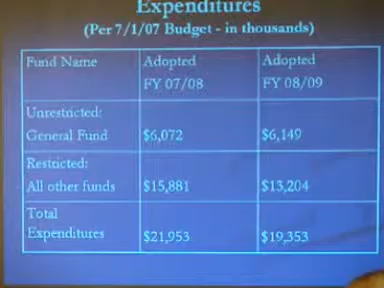 Expenditures
(Per 7/1/07 Budget - in thousands)
Fund Name Adopted FY 07/08 Adopted FY 08/09
Unrestricted:
General Fund $6,072 $6,149
Restricted:
All other funds $15,881 $13,204
Total
Expenditures $21,953 $19,353